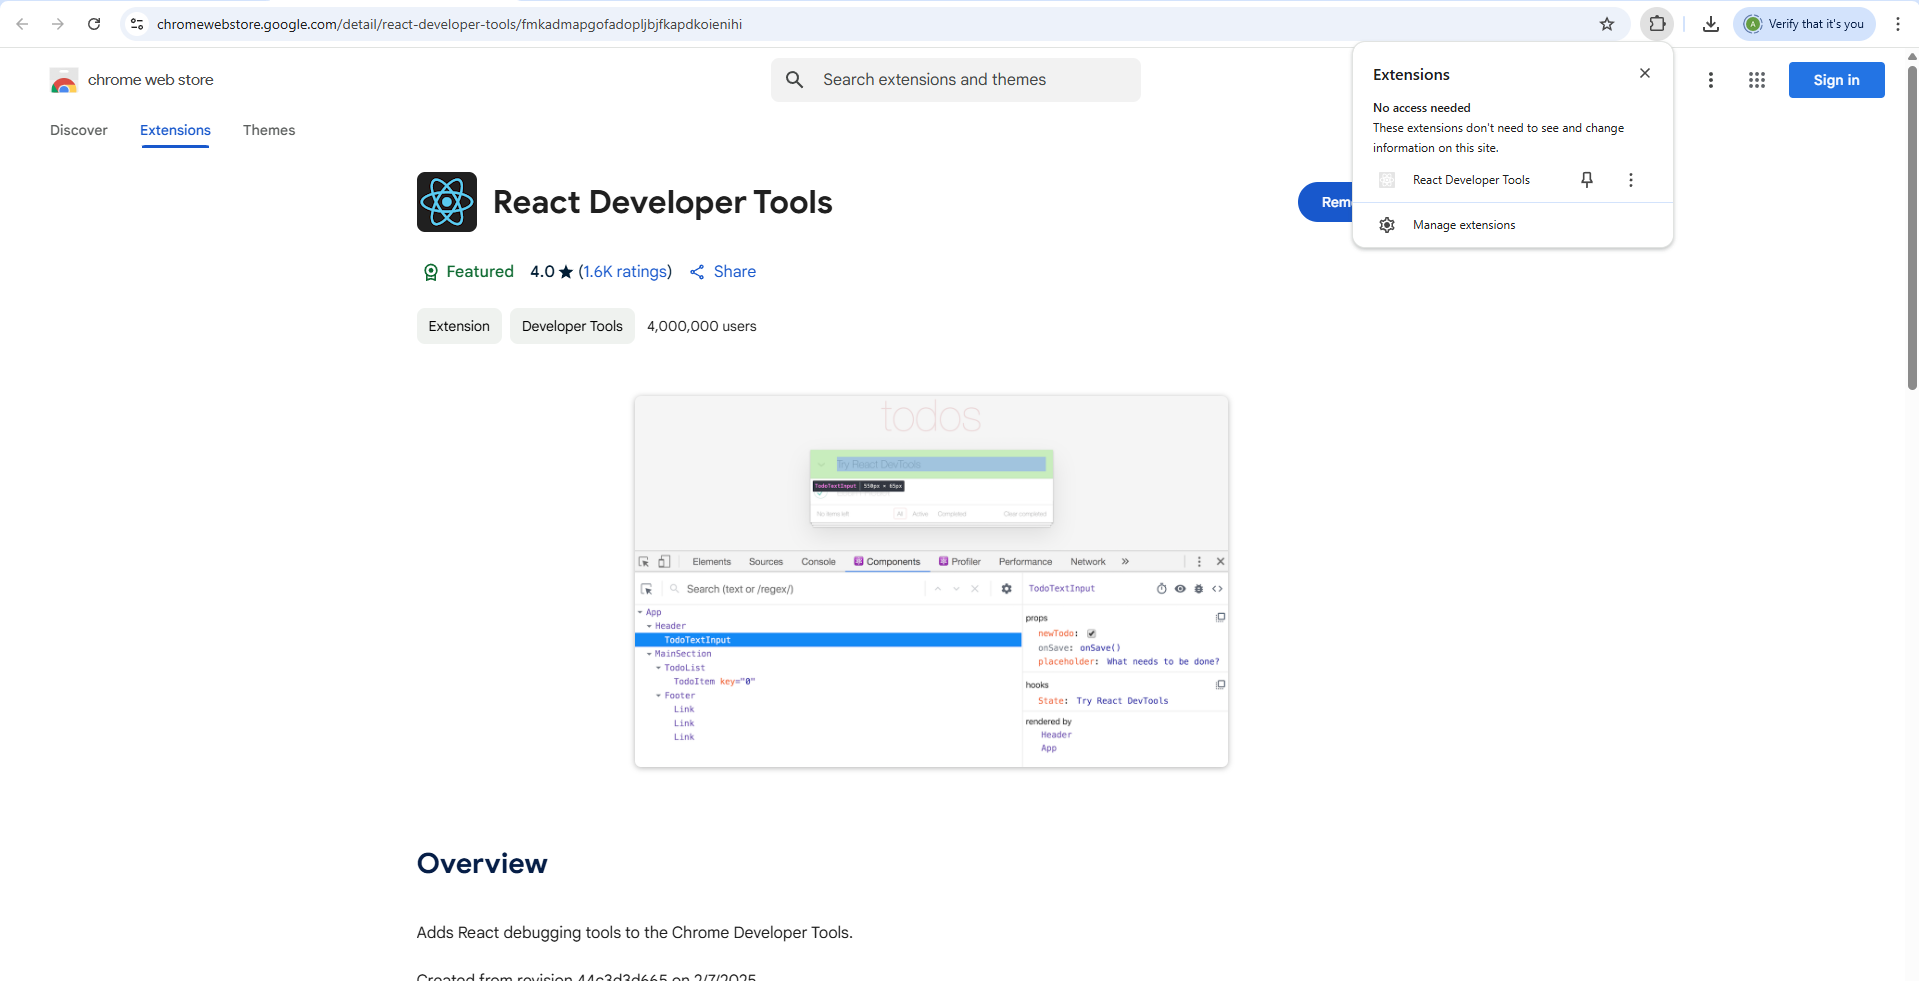 chromewebstore.google.com/detail/react-developer-tools/fmkadmapgofadopljbjfkapdkoienihi
A
Verify that it's you
chrome web store
Search extensions and themes
Sign in
Discover
Extensions
Themes
Extensions
No access needed
These extensions don't need to see and change
information on this site.
React Developer Tools
Manage extensions
React Developer Tools
Rem
Featured
4.0 ★ (1.6K ratings)
Share
Extension
Developer Tools
4,000,000 users
todos
Try React DevTools
TodoTextInput | 550px × 65px
No items left
All
Active
Completed
Clear completed
Elements
Sources
Console
Components
Profiler
Performance
Network
»
Search (text or /regex/)
TodoTextInput
App
Header
TodoTextInput
MainSection
TodoList
TodoItem key="0"
Footer
Link
Link
Link
props
newTodo:
onSave: onSave()
placeholder: What needs to be done?
hooks
State: Try React DevTools
rendered by
Header
App
Overview
Adds React debugging tools to the Chrome Developer Tools.
Created from revision 44c3d3d665 on 2/7/2025